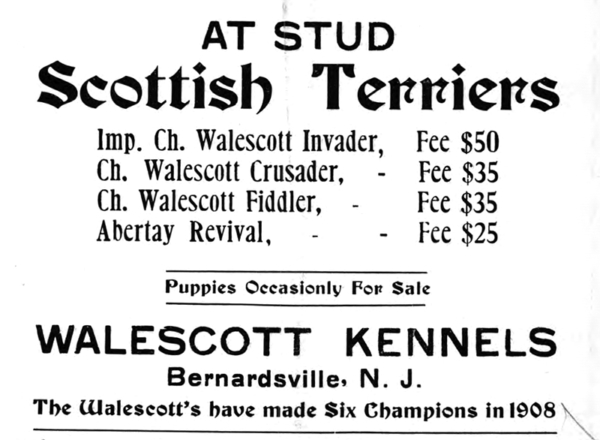 AT STUD
Scottish Terriers
Imp. Ch. Walescott Invader, Fee $50
Ch. Walescott Crusader, - Fee $35
Ch. Walescott Fiddler, - Fee $35
Abertay Revival, - - Fee $25
Puppies Occasionly For Sale
WALESCOTT KENNELS
Bernardsville, N. J.
The Walescott's have made Six Champions in 1908